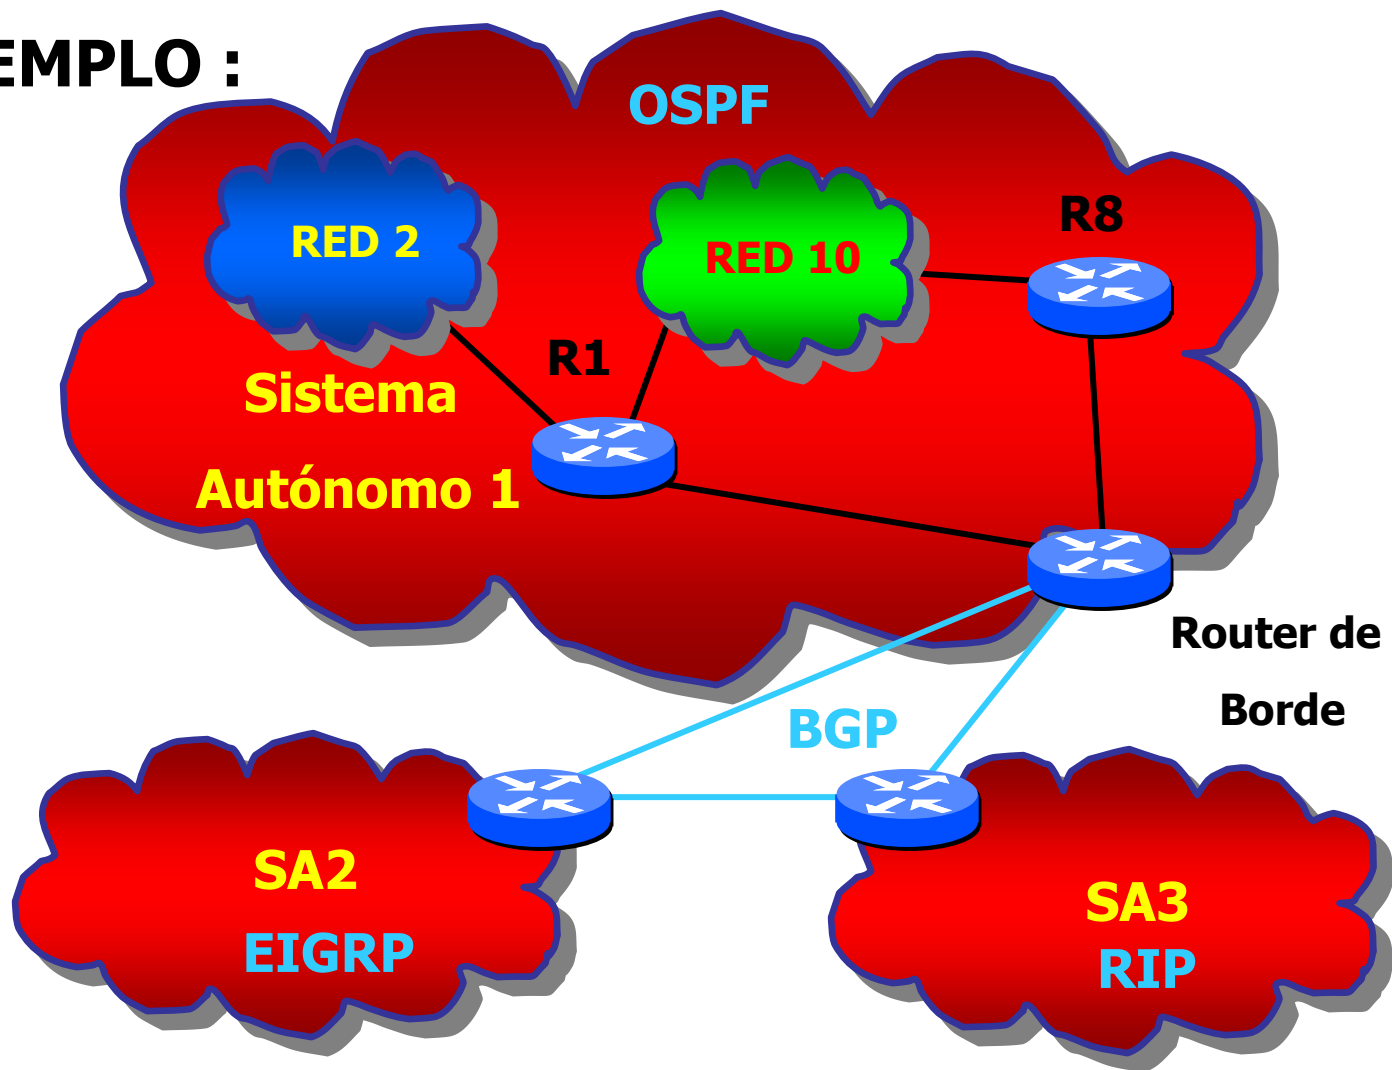 EMPLO :
OSPF
R8
RED 2
RED 10
R1
Sistema
Autónomo 1
Router de
Borde
BGP
SA2
EIGRP
SA3
RIP